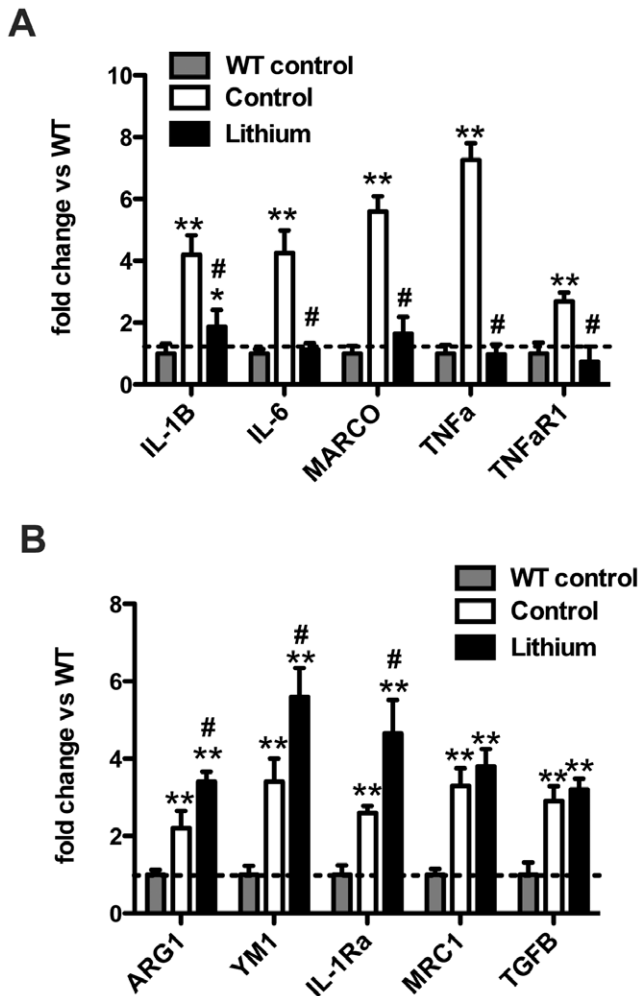 A
WT control
Control
Lithium
fold change vs WT
10
8
6
4
2
0
**
#
*
**
#
**
#
**
#
**
#
IL-1B
IL-6
MARCO
TNFa
TNFaR1
B
WT control
Control
Lithium
fold change vs WT
8
6
4
2
0
**
#
**
**
#
**
**
#
**
**
**
**
**
ARG1
YM1
IL-1Ra
MRC1
TGFB